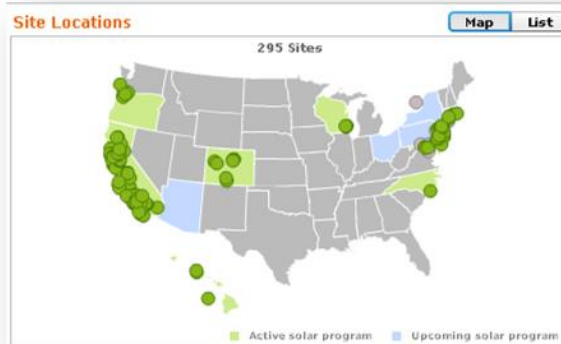 Site Locations
Map
List
295 Sites
Active solar program
Upcoming solar program